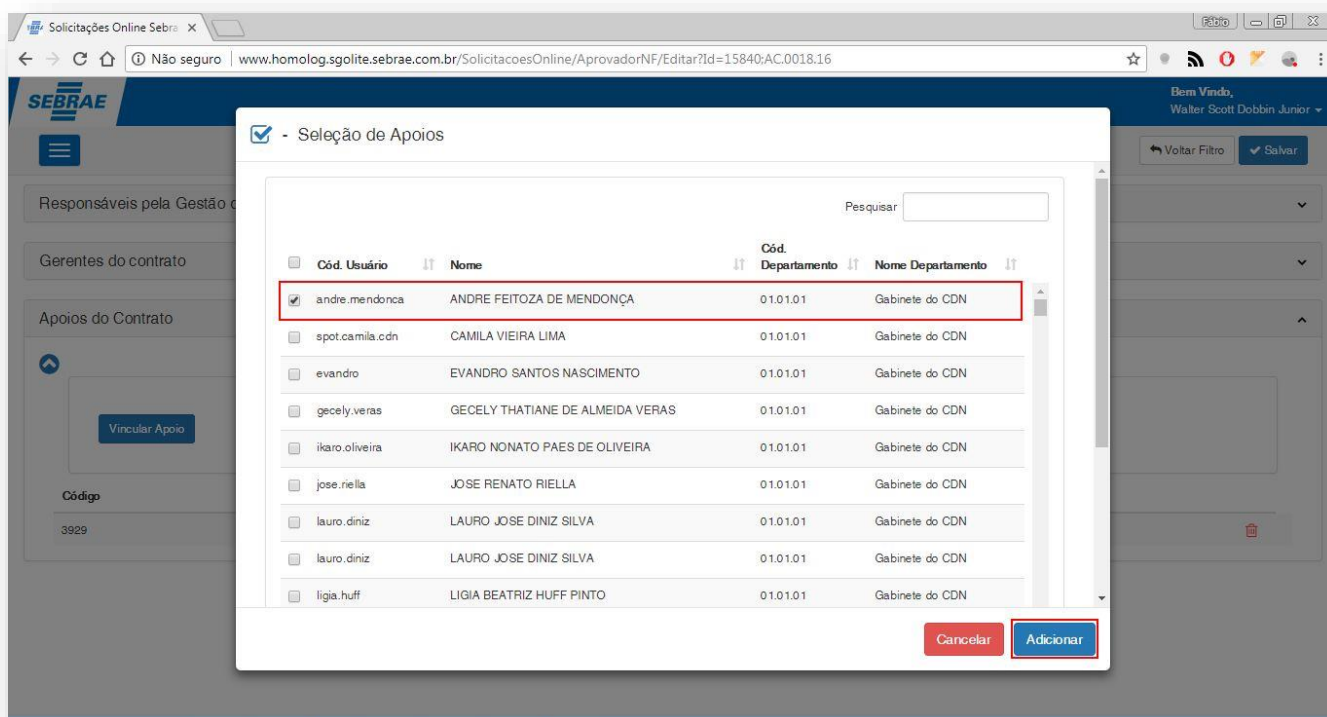 Solicitações Online Sebra
Fábio
Não seguro | www.homolog.sgolite.sebrae.com.br/SolicitacoesOnline/AprovadorNF/Editar?Id=15840;AC.0018.16
SEBRAE
Bem Vindo,
Walter Scott Dobbin Junior
- Seleção de Apoios
Voltar Filtro Salvar
Responsáveis pela Gestão
Pesquisar
Gerentes do contrato
Cód. Usuário Nome Cód. Departamento Nome Departamento
andre.mendonca ANDRE FEITOZA DE MENDONÇA 01.01.01 Gabinete do CDN
Apoios do Contrato
spot.camila.cdn CAMILA VIEIRA LIMA 01.01.01 Gabinete do CDN
evandro EVANDRO SANTOS NASCIMENTO 01.01.01 Gabinete do CDN
gecely.veras GECELY THATIANE DE ALMEIDA VERAS 01.01.01 Gabinete do CDN
Vincular Apoio
ikaro.oliveira IKARO NONATO PAES DE OLIVEIRA 01.01.01 Gabinete do CDN
jose.riella JOSE RENATO RIELLA 01.01.01 Gabinete do CDN
Código
lauro.diniz LAURO JOSE DINIZ SILVA 01.01.01 Gabinete do CDN
3929
lauro.diniz LAURO JOSE DINIZ SILVA 01.01.01 Gabinete do CDN
ligia.huff LIGIA BEATRIZ HUFF PINTO 01.01.01 Gabinete do CDN
Cancelar Adicionar